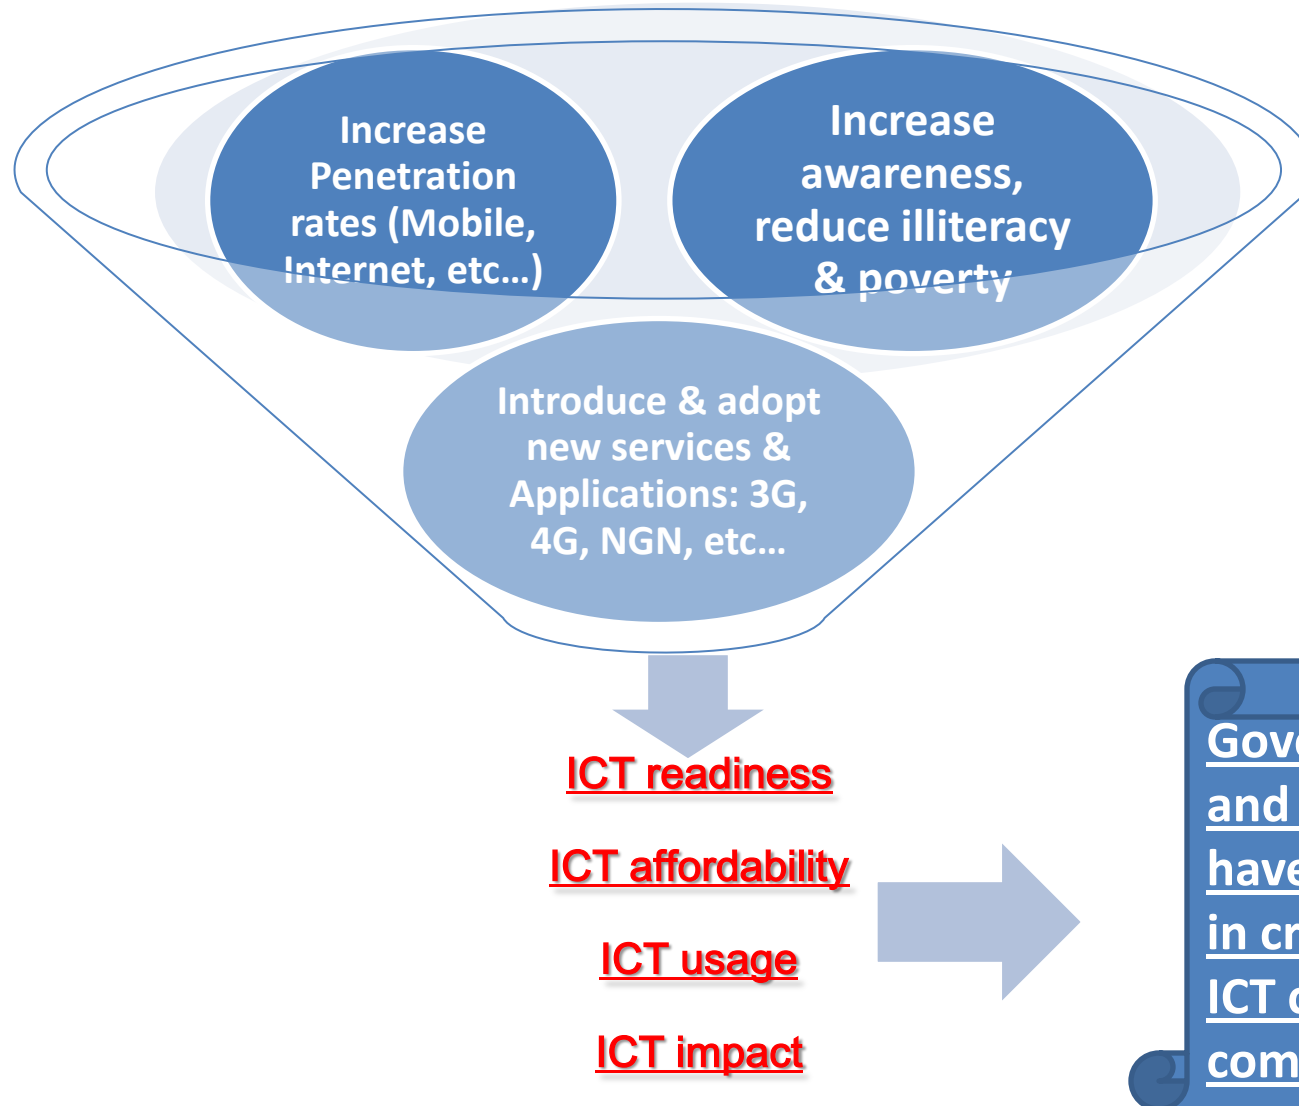 Increase
Penetration
rates (Mobile,
Internet, etc...)
Increase
awareness,
reduce illiteracy
& poverty
Introduce & adopt
new services &
Applications: 3G,
4G, NGN, etc...
ICT readiness
ICT affordability
ICT usage
ICT impact
and
have
in
ICT